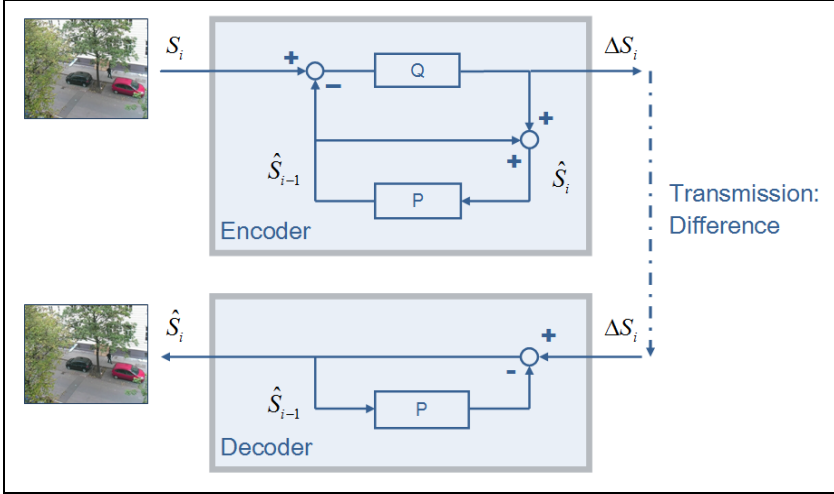 S_i
+
Q
ΔS_i
−
+
+
Ŝ_{i−1}
Ŝ_i
P
Encoder
Transmission:
Difference
Ŝ_i
+
ΔS_i
-
Ŝ_{i−1}
P
Decoder